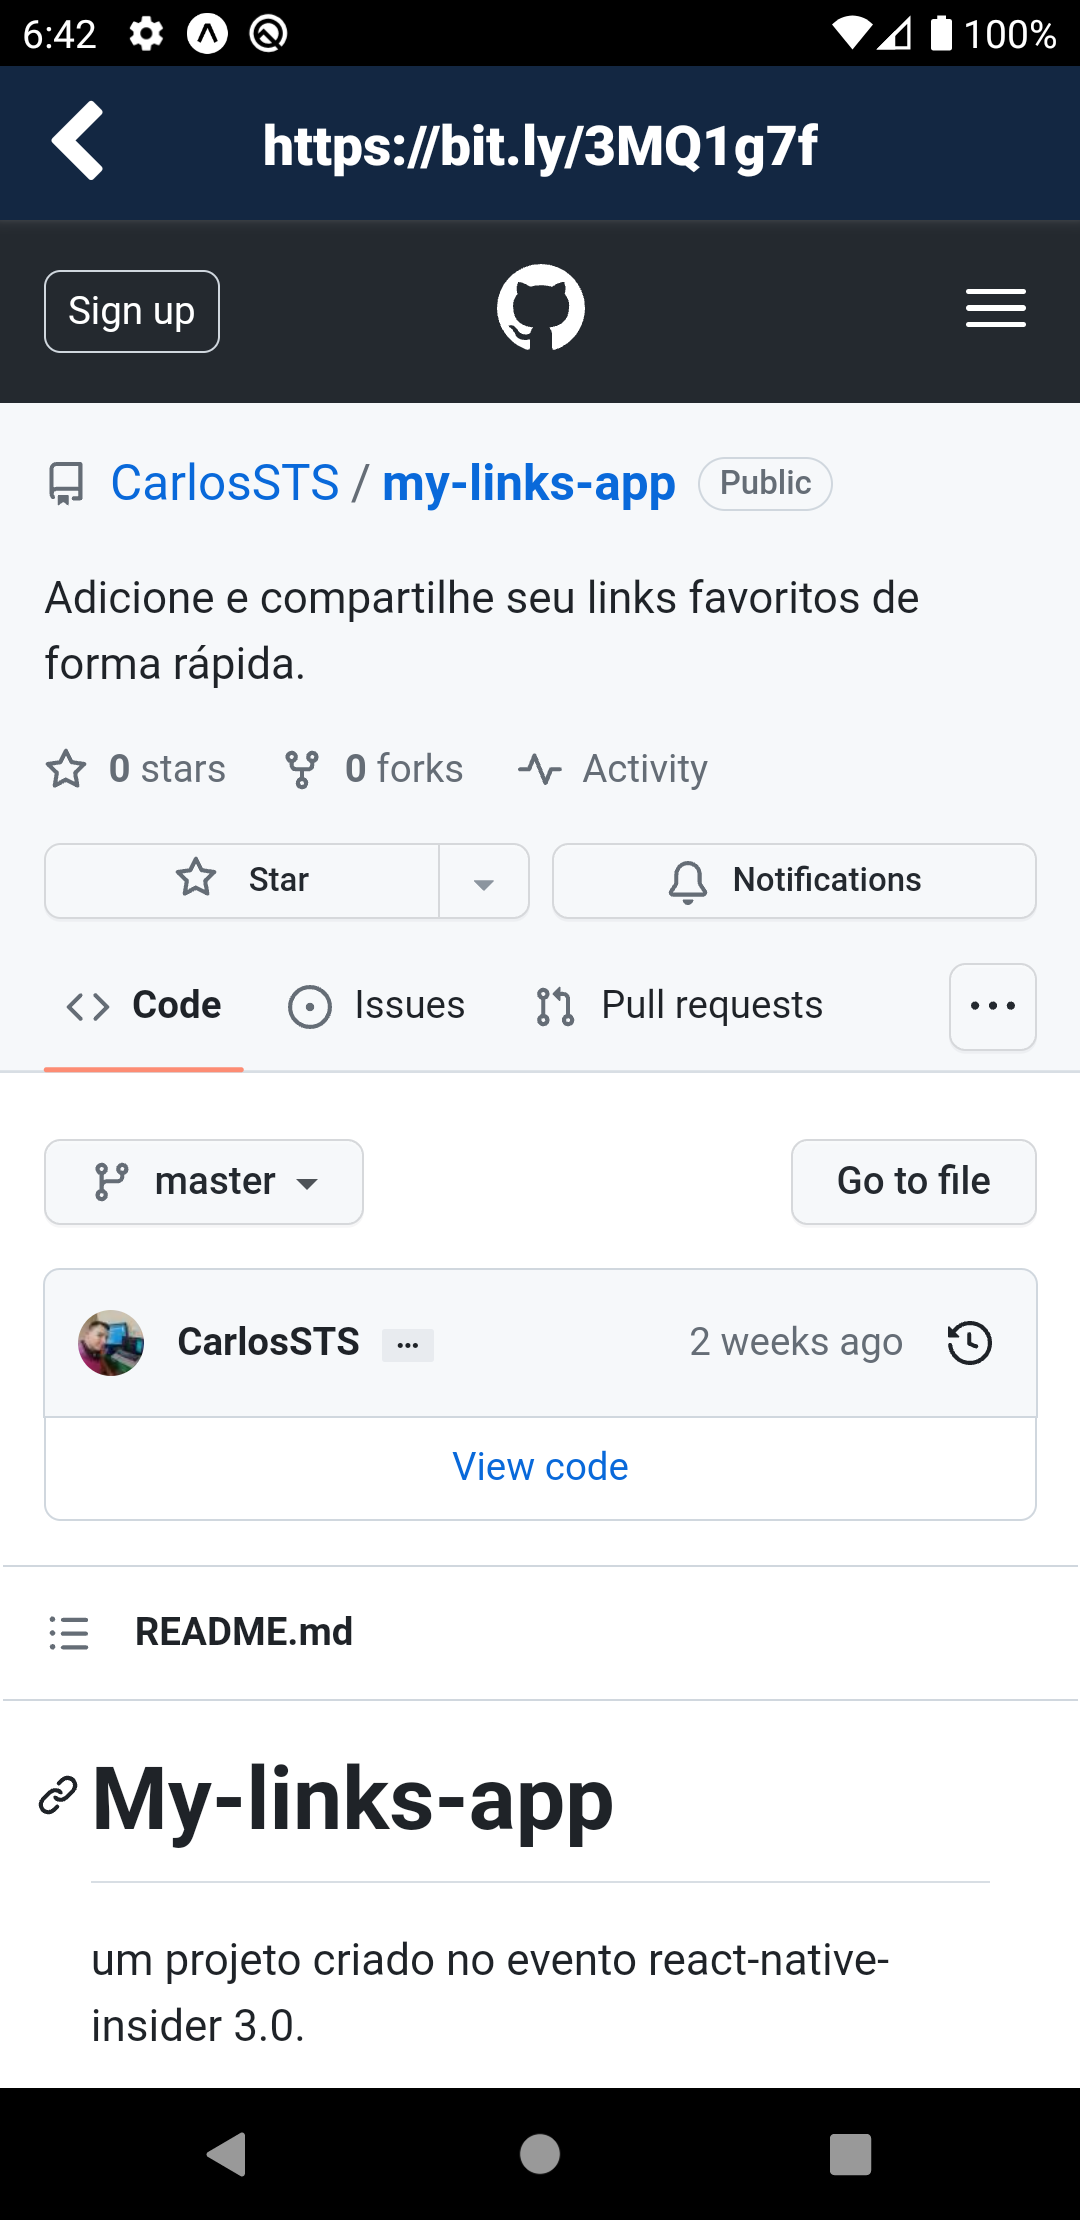 6:42 100%
https://bit.ly/3MQ1g7f
Sign up
CarlosSTS / my-links-app Public
Adicione e compartilhe seu links favoritos de
forma rápida.
0 stars 0 forks Activity
Star Notifications
Code Issues Pull requests
master Go to file
CarlosSTS ... 2 weeks ago
View code
README.md
My-links-app
um projeto criado no evento react-native-
insider 3.0.